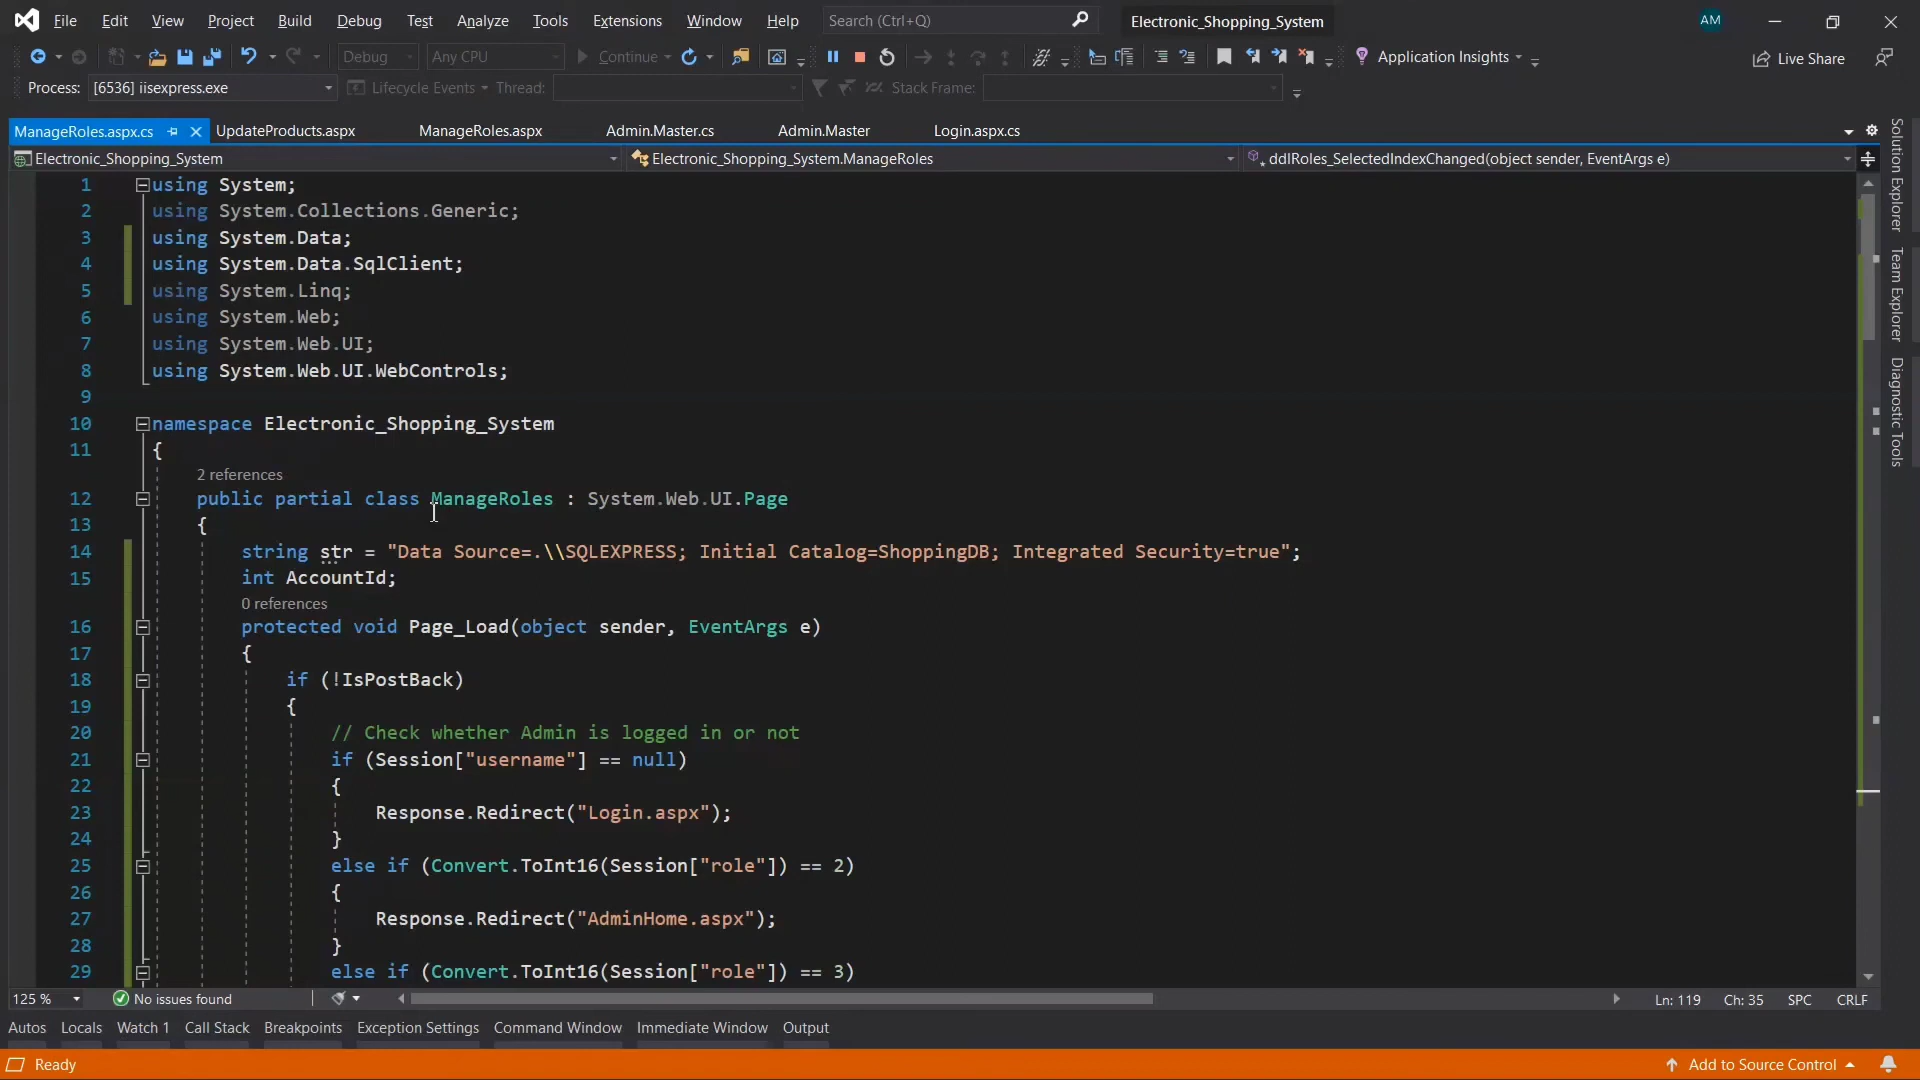 File Edit View Project Build Debug Test Analyze Tools Extensions Window Help Search (Ctrl+Q) Electronic_Shopping_System AM
Debug Any CPU Continue Application Insights Live Share
Process: [6536] iisexpress.exe Lifecycle Events Thread: Stack Frame:
ManageRoles.aspx.cs UpdateProducts.aspx ManageRoles.aspx Admin.Master.cs Admin.Master Login.aspx.cs
Electronic_Shopping_System Electronic_Shopping_System.ManageRoles ddlRoles_SelectedIndexChanged(object sender, EventArgs e)
1 using System;
2 using System.Collections.Generic;
3 using System.Data;
4 using System.Data.SqlClient;
5 using System.Linq;
6 using System.Web;
7 using System.Web.UI;
8 using System.Web.UI.WebControls;
9
10 namespace Electronic_Shopping_System
11 {
2 references
12 public partial class ManageRoles : System.Web.UI.Page
13 {
14 string str = "Data Source=.\\SQLEXPRESS; Initial Catalog=ShoppingDB; Integrated Security=true";
15 int AccountId;
0 references
16 protected void Page_Load(object sender, EventArgs e)
17 {
18 if (!IsPostBack)
19 {
20 // Check whether Admin is logged in or not
21 if (Session["username"] == null)
22 {
23 Response.Redirect("Login.aspx");
24 }
25 else if (Convert.ToInt16(Session["role"]) == 2)
26 {
27 Response.Redirect("AdminHome.aspx");
28 }
29 else if (Convert.ToInt16(Session["role"]) == 3)
Solution Explorer
Team Explorer
Diagnostic Tools
125 % No issues found Ln: 119 Ch: 35 SPC CRLF
Autos Locals Watch 1 Call Stack Breakpoints Exception Settings Command Window Immediate Window Output
Ready Add to Source Control